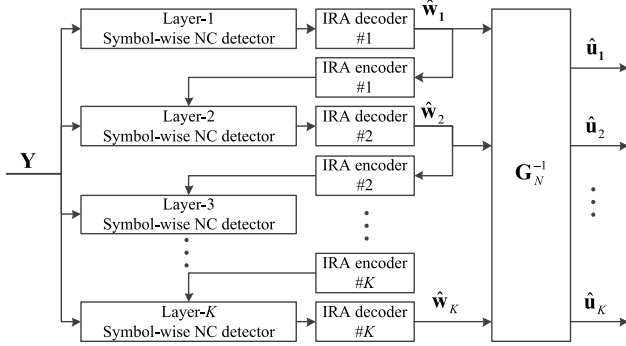 Layer-1
Symbol-wise NC detector
IRA decoder
#1
ŵ₁
IRA encoder
#1
û₁
Layer-2
Symbol-wise NC detector
IRA decoder
#2
ŵ₂
û₂
Y
IRA encoder
#2
G_N^{-1}
Layer-3
Symbol-wise NC detector
IRA encoder
#K
Layer-K
Symbol-wise NC detector
IRA decoder
#K
ŵ_K
û_K